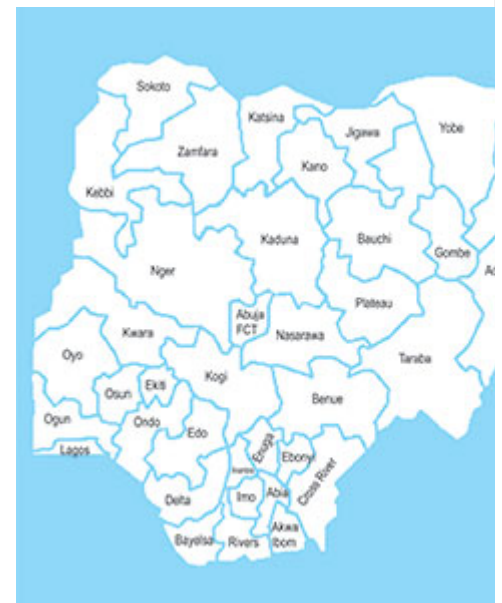 Sokoto
Katsina
Jigawa
Yobe
Zamfara
Kano
Kebbi
Kaduna
Bauchi
Gombe
Nger
Plateau
Abuja
FCT
Nasarawa
Kwara
Taraba
Oyo
Kogi
Osun
Ekiti
Benue
Ogun
Ondo
Edo
Lagos
Enuga
Ebonyi
Cross River
Delta
Imo
Abia
Bayelsa
Rivers
Akwa
Ibom